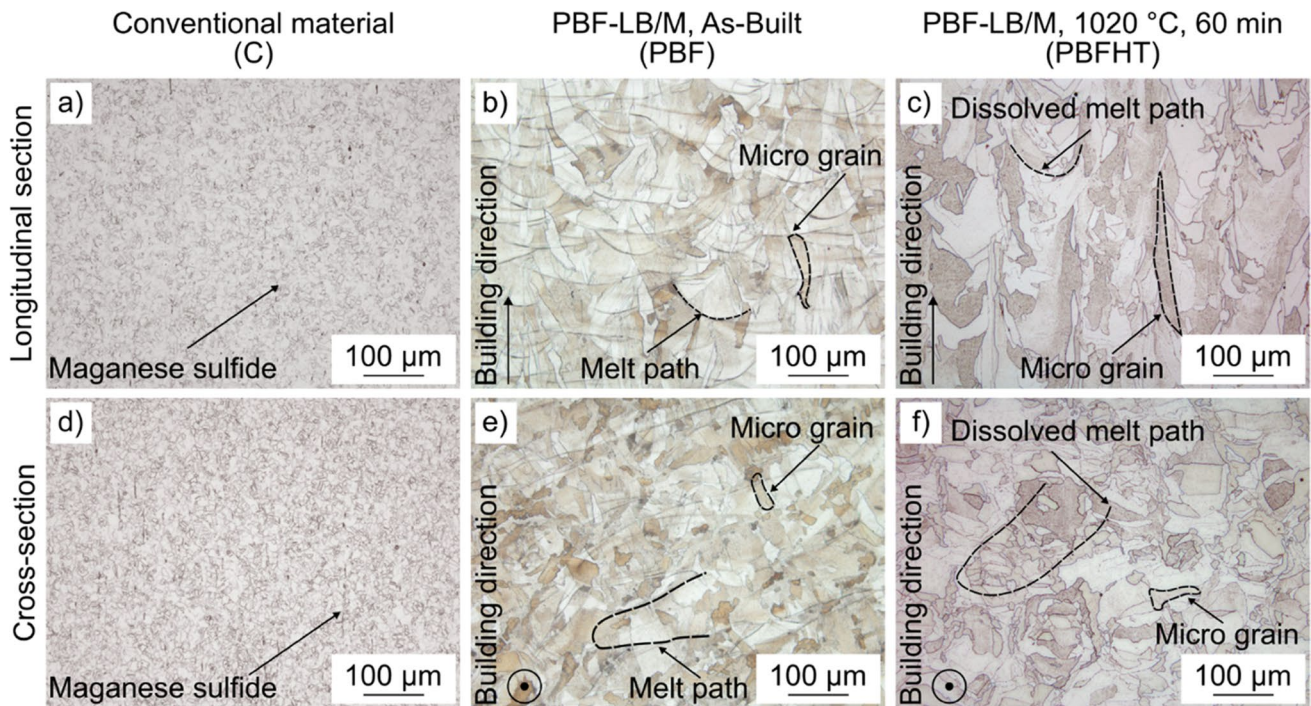 Conventional material
(C)
PBF-LB/M, As-Built
(PBF)
PBF-LB/M, 1020 °C, 60 min
(PBFHT)
Longitudinal section
a)
Maganese sulfide
100 µm
b)
Building direction
Micro grain
Melt path
100 µm
c)
Building direction
Dissolved melt path
Micro grain
100 µm
Cross-section
d)
Maganese sulfide
100 µm
e)
Building direction
Micro grain
Melt path
100 µm
f)
Building direction
Dissolved melt path
Micro grain
100 µm